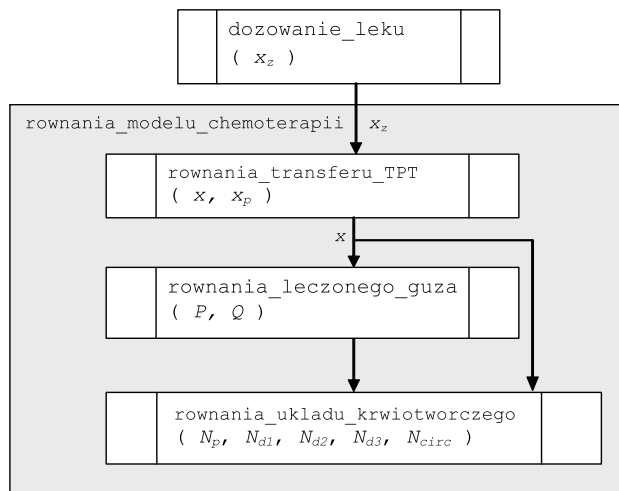 dozowanie_leku
( x_z )
rownania_modelu_chemoterapii x_z
rownania_transferu_TPT
( x, x_p )
x
rownania_leczonego_guza
( P, Q )
rownania_ukladu_krwiotworczego
( N_p, N_d1, N_d2, N_d3, N_circ )